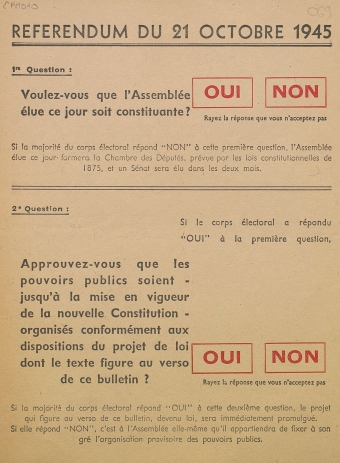 REFERENDUM DU 21 OCTOBRE 1945
1re Question :
Voulez-vous que l'Assemblée
élue ce jour soit constituante ?
OUI NON
Rayez la réponse que vous n'acceptez pas
Si la majorité du corps électoral répond "NON" à cette première question, l'Assemblée
élue ce jour formera la Chambre des Députés, prévue par les lois constitutionnelles de
1875, et un Sénat sera élu dans les deux mois.
2e Question :
Si le corps électoral a répondu
"OUI" à la première question,
Approuvez-vous que les
pouvoirs publics soient -
jusqu'à la mise en vigueur
de la nouvelle Constitution -
organisés conformément aux
dispositions du projet de loi
dont le texte figure au verso
de ce bulletin ?
OUI NON
Rayez la réponse que vous n'acceptez pas
Si la majorité du corps électoral répond "OUI" à cette deuxième question, le projet
qui figure au verso de ce bulletin, devenu loi, sera immédiatement promulgué.
Si elle répond "NON", c'est à l'Assemblée elle-même qu'il appartiendra de fixer à son
gré l'organisation provisoire des pouvoirs publics.